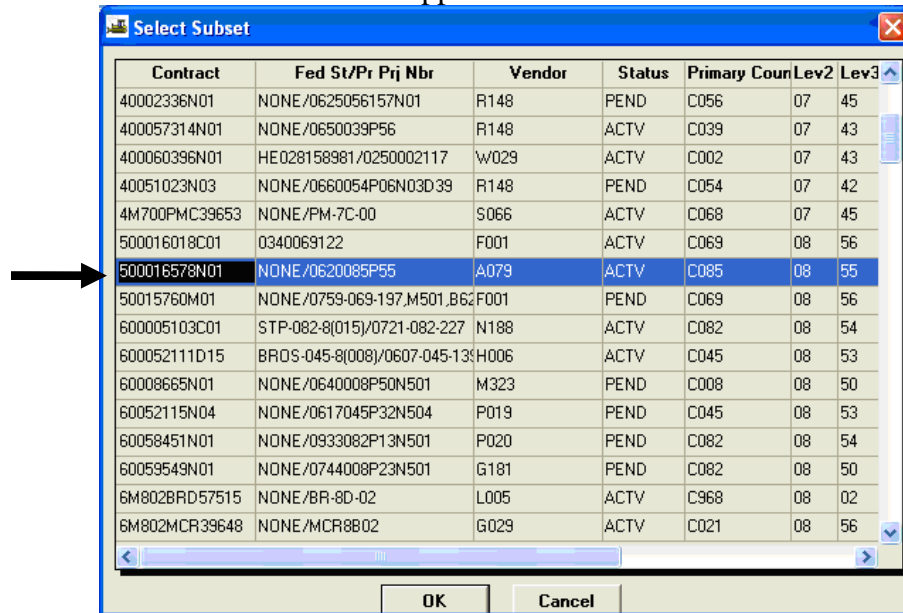 Select Subset
Contract Fed St/Pr Prj Nbr Vendor Status Primary Coun Lev2 Lev3
40002336N01 NONE/0625056157N01 R148 PEND C056 07 45
400057314N01 NONE/0650039P56 R148 ACTV C039 07 43
400060396N01 HE028158981/0250002117 W029 ACTV C002 07 43
40051023N03 NONE/0660054P06N03D39 R148 PEND C054 07 42
4M700PMC39653 NONE/PM-7C-00 S066 ACTV C068 07 45
500016018C01 0340069122 F001 ACTV C069 08 56
500016578N01 NONE/0620085P55 A079 ACTV C085 08 55
50015760M01 NONE/0759-069-197,M501,B62 F001 PEND C069 08 56
600005103C01 STP-082-8(015)/0721-082-227 N188 ACTV C082 08 54
600052111D15 BROS-045-8(008)/0607-045-139 H006 ACTV C045 08 53
60008665N01 NONE/0640008P50N501 M323 PEND C008 08 50
60052115N04 NONE/0617045P32N504 P019 PEND C045 08 53
60058451N01 NONE/0933082P13N501 P020 PEND C082 08 54
60059549N01 NONE/0744008P23N501 G181 PEND C082 08 50
6M802BRD57515 NONE/BR-8D-02 L005 ACTV C968 08 02
6M802MCR39648 NONE/MCR8B02 G029 ACTV C021 08 56
OK Cancel